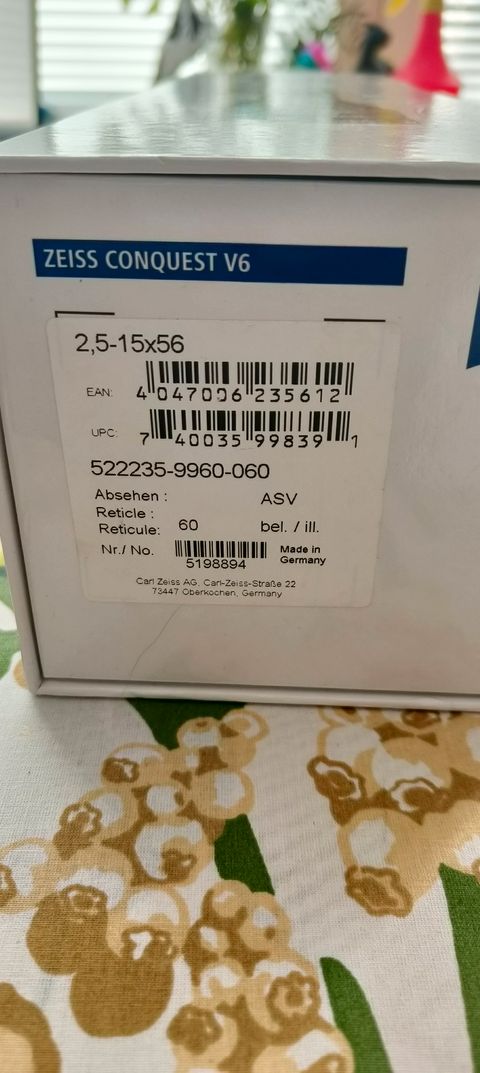 ZEISS CONQUEST V6
2,5-15x56
EAN: 4 047006 235612
UPC: 7 40035 99839 1
522235-9960-060
Absehen : ASV
Reticle :
Reticule: 60 bel. / ill.
Nr./ No. 5198894 Made in Germany
Carl Zeiss AG, Carl-Zeiss-Straße 22
73447 Oberkochen, Germany